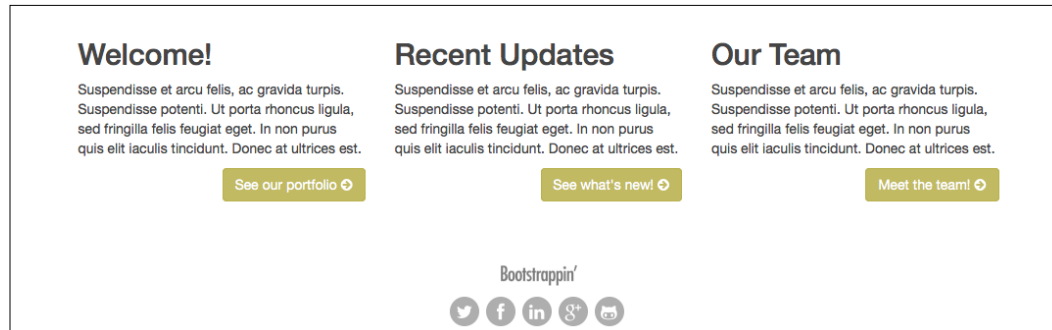 Welcome!
Suspendisse et arcu felis, ac gravida turpis.
Suspendisse potenti. Ut porta rhoncus ligula,
sed fringilla felis feugiat eget. In non purus
quis elit iaculis tincidunt. Donec at ultrices est.
See our portfolio
Recent Updates
Suspendisse et arcu felis, ac gravida turpis.
Suspendisse potenti. Ut porta rhoncus ligula,
sed fringilla felis feugiat eget. In non purus
quis elit iaculis tincidunt. Donec at ultrices est.
See what's new!
Our Team
Suspendisse et arcu felis, ac gravida turpis.
Suspendisse potenti. Ut porta rhoncus ligula,
sed fringilla felis feugiat eget. In non purus
quis elit iaculis tincidunt. Donec at ultrices est.
Meet the team!
Bootstrappin'
f in g+